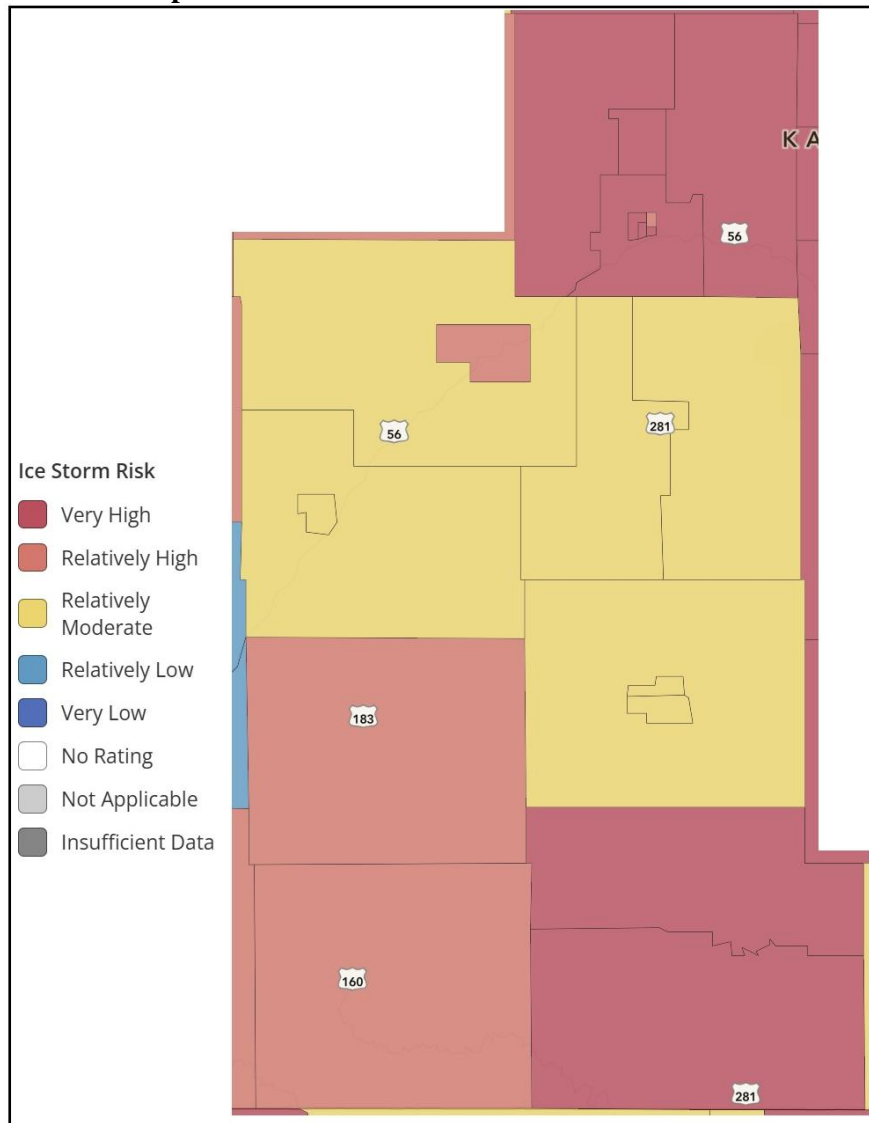 K A
56
56
281
Ice Storm Risk
Very High
Relatively High
Relatively
Moderate
Relatively Low
Very Low
No Rating
Not Applicable
Insufficient Data
183
160
281